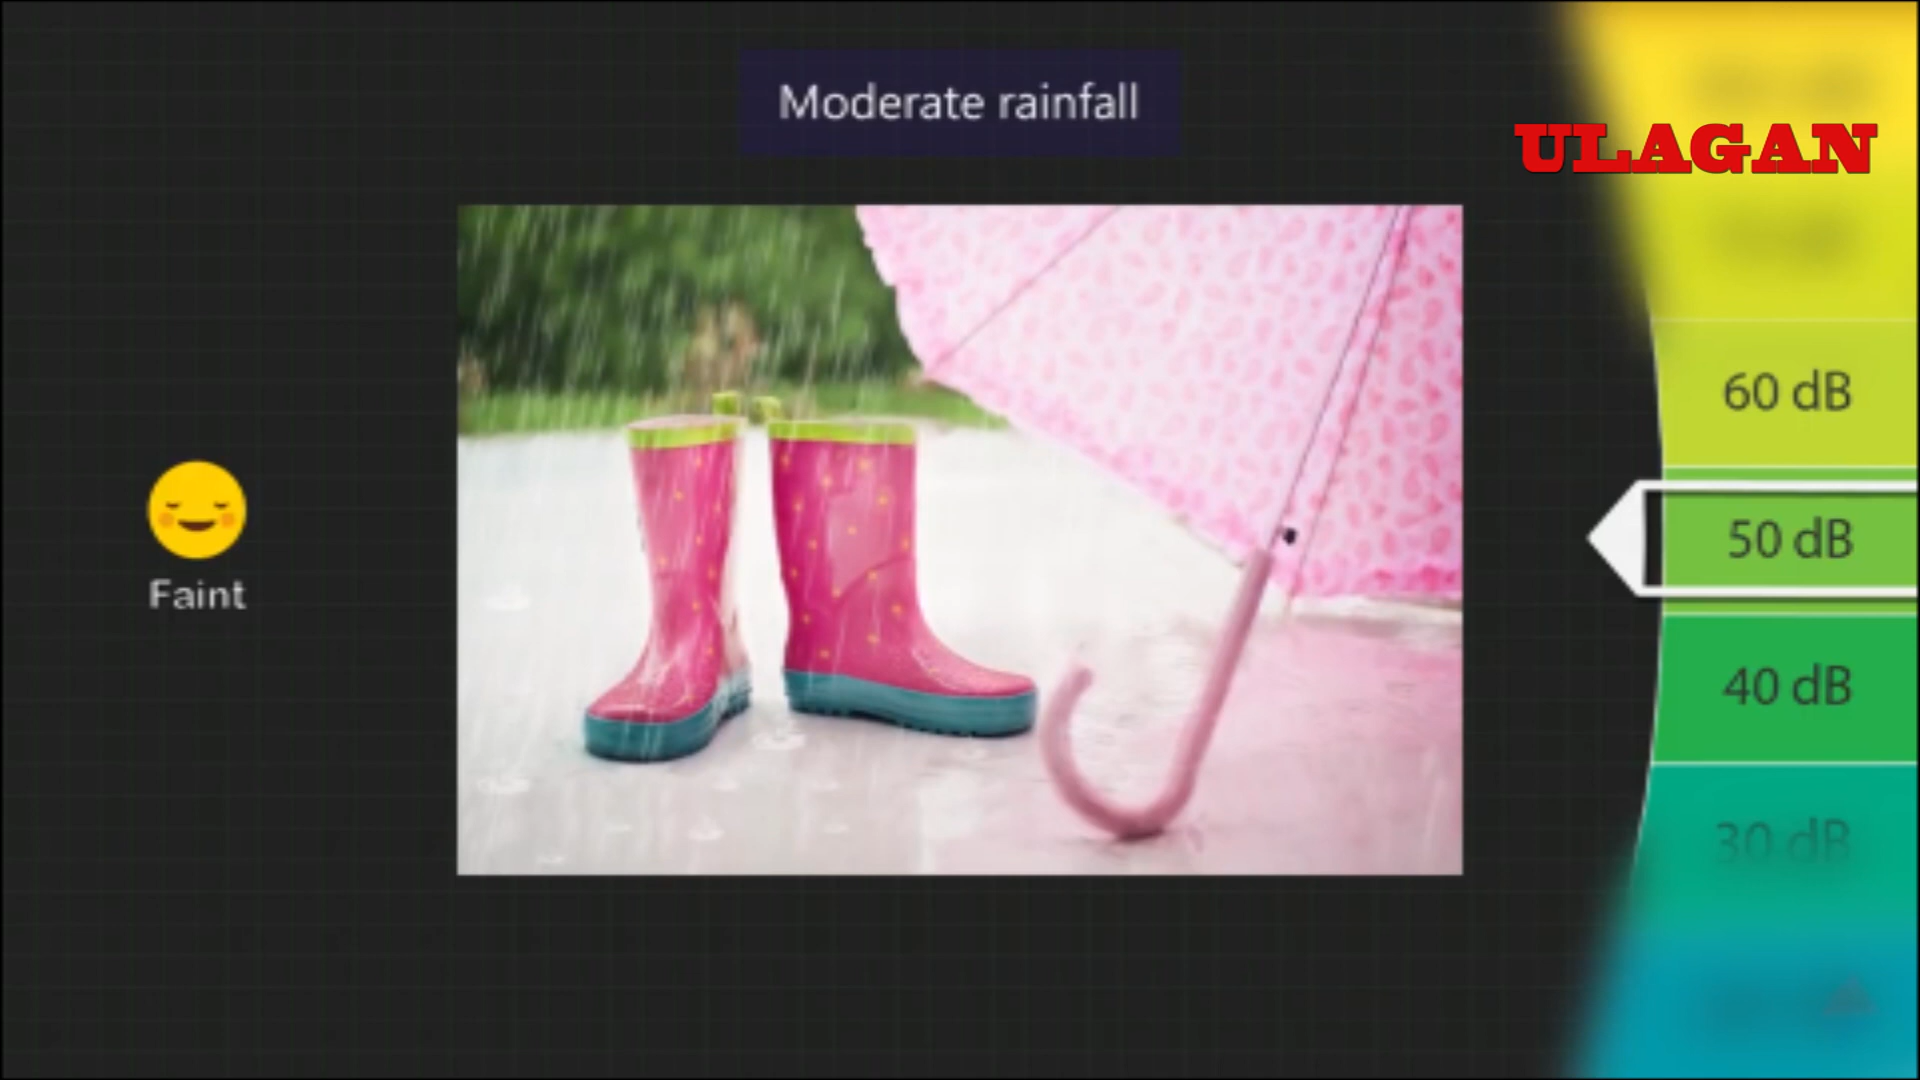 Moderate rainfall
ULAGAN
60 dB
50 dB
Faint
40 dB
30 dB